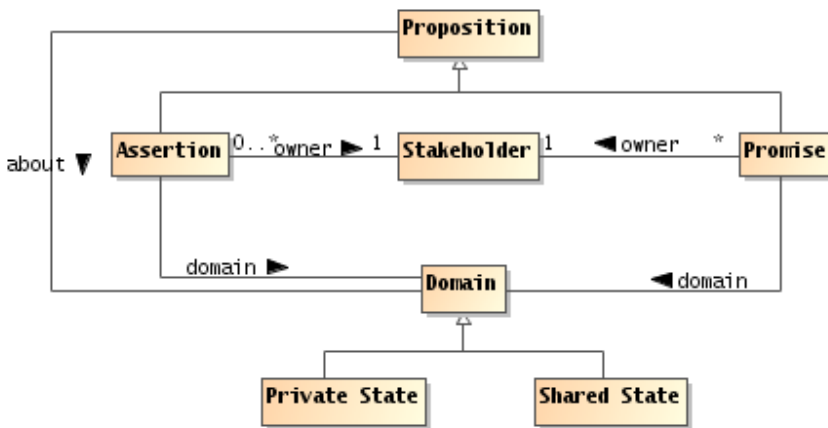 Proposition
Assertion
0..*
owner
1
Stakeholder
1
owner
*
Promise
about
domain
Domain
domain
Private State
Shared State